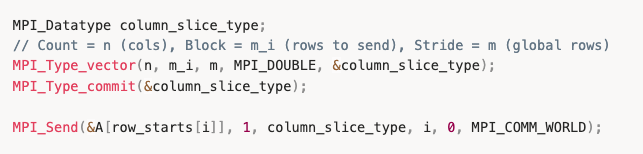 MPI_Datatype column_slice_type;
// Count = n (cols), Block = m_i (rows to send), Stride = m (global rows)
MPI_Type_vector(n, m_i, m, MPI_DOUBLE, &column_slice_type);
MPI_Type_commit(&column_slice_type);
MPI_Send(&A[row_starts[i]], 1, column_slice_type, i, 0, MPI_COMM_WORLD);